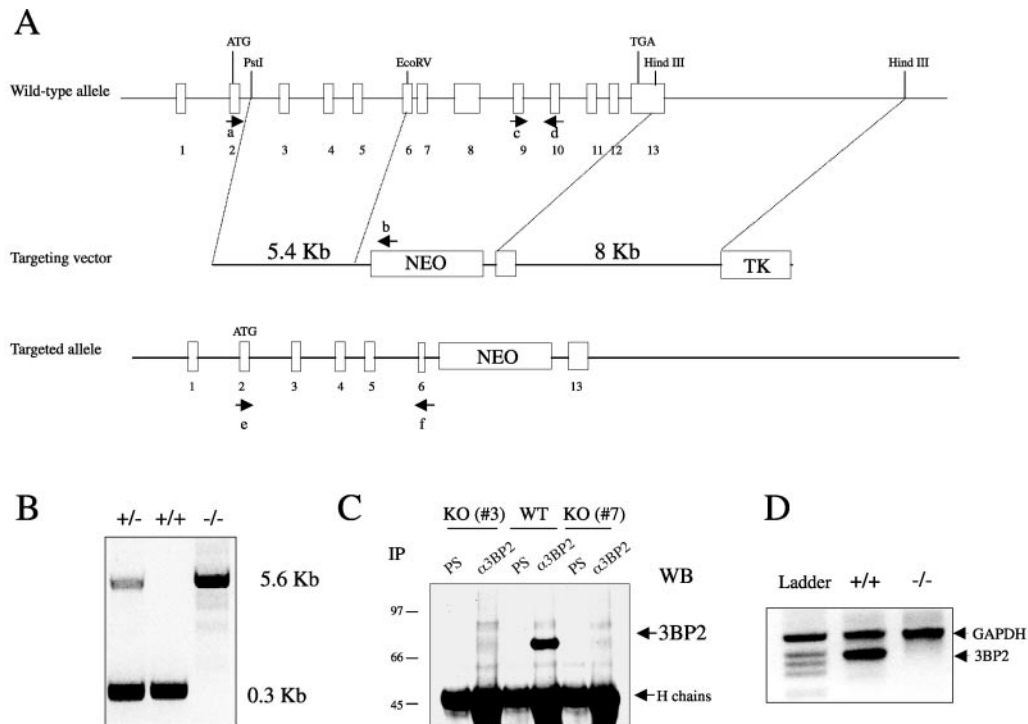 A
ATG
PstI
EcoRV
TGA
Hind III
Hind III
Wild-type allele
a
c
d
1 2 3 4 5 6 7 8 9 10 11 12 13
b
5.4 Kb
8 Kb
Targeting vector
NEO
TK
ATG
Targeted allele
NEO
1 2 3 4 5 6 13
e
f
B
+/- +/+ -/-
5.6 Kb
0.3 Kb
C
KO (#3) WT KO (#7)
IP
PS α3BP2 PS α3BP2 PS α3BP2
WB
97
3BP2
66
H chains
45
D
Ladder +/+ -/-
GAPDH
3BP2